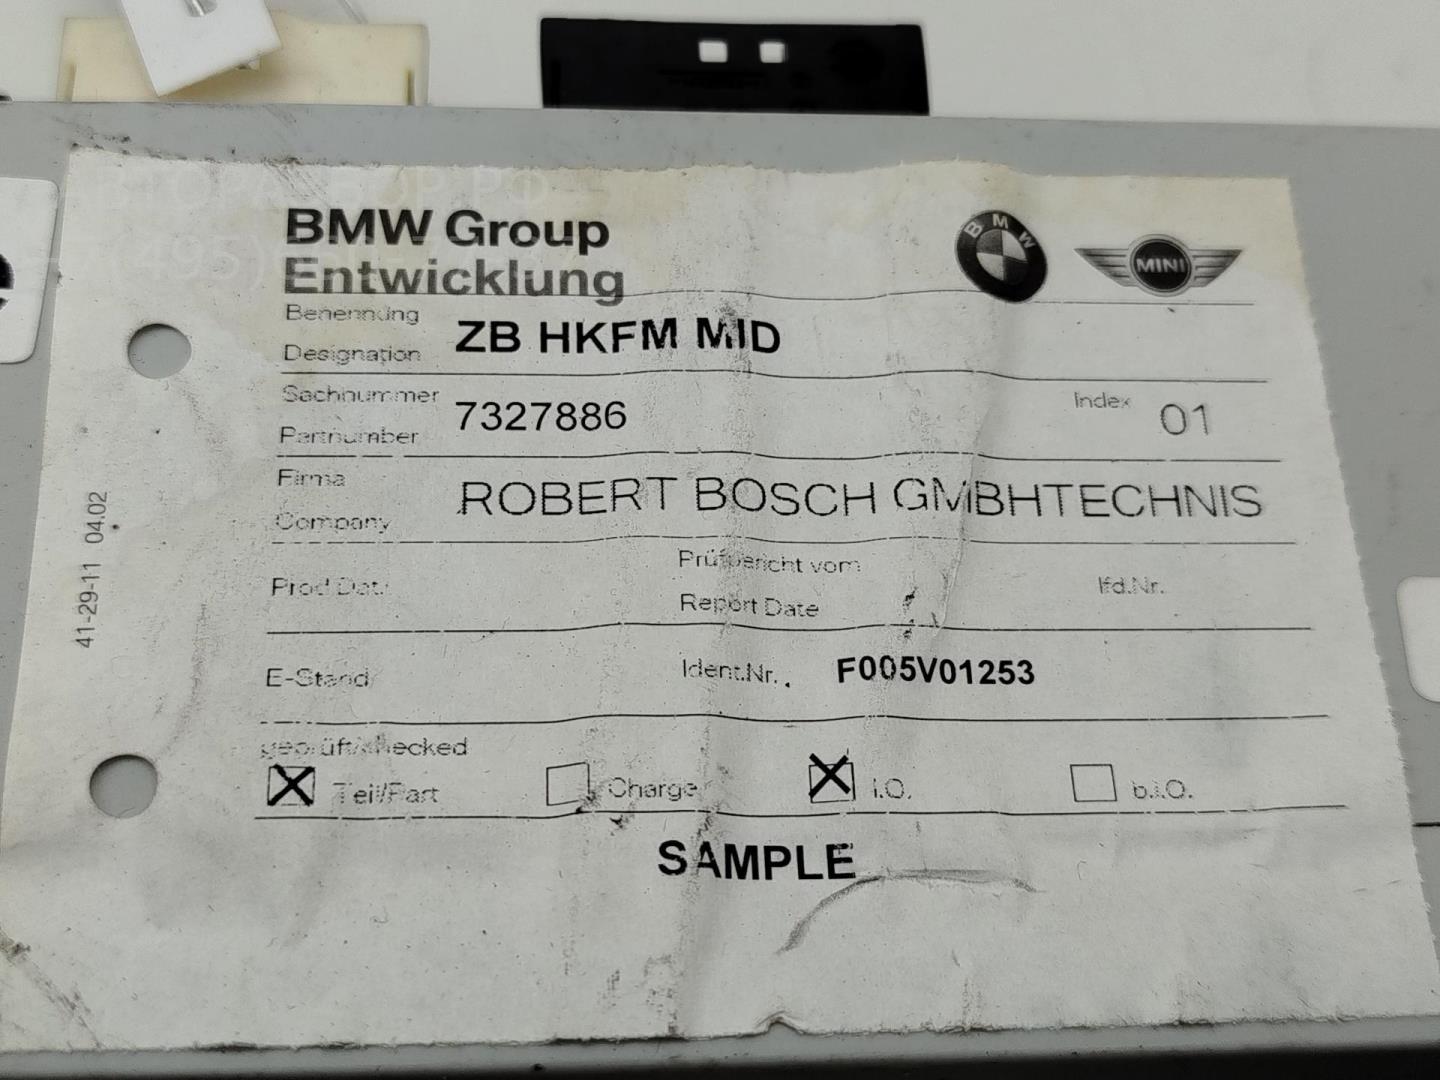 BMW Group
Entwicklung
BMW
MINI
Benennung
Designation
ZB HKFM MID
Sachnummer
Partnumber
7327886
Index 01
Firma
Company
ROBERT BOSCH GMBHTECHNIS
Prod Dat.
Prüfbericht vom
Report Date
lfd.Nr.
E-Stand
Ident.Nr. F005V01253
geprüft/checked
Teil/Part Charge i.O. b.i.O.
SAMPLE
41-29-11 04.02